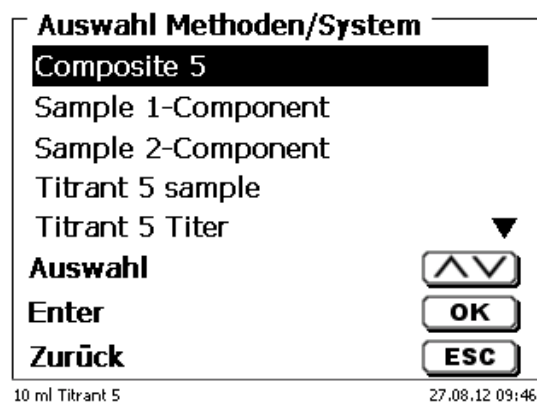 Auswahl Methoden/System
Composite 5
Sample 1-Component
Sample 2-Component
Titrant 5 sample
Titrant 5 Titer
Auswahl
Enter OK
Zurück ESC
10 ml Titrant 5 27.08.12 09:46